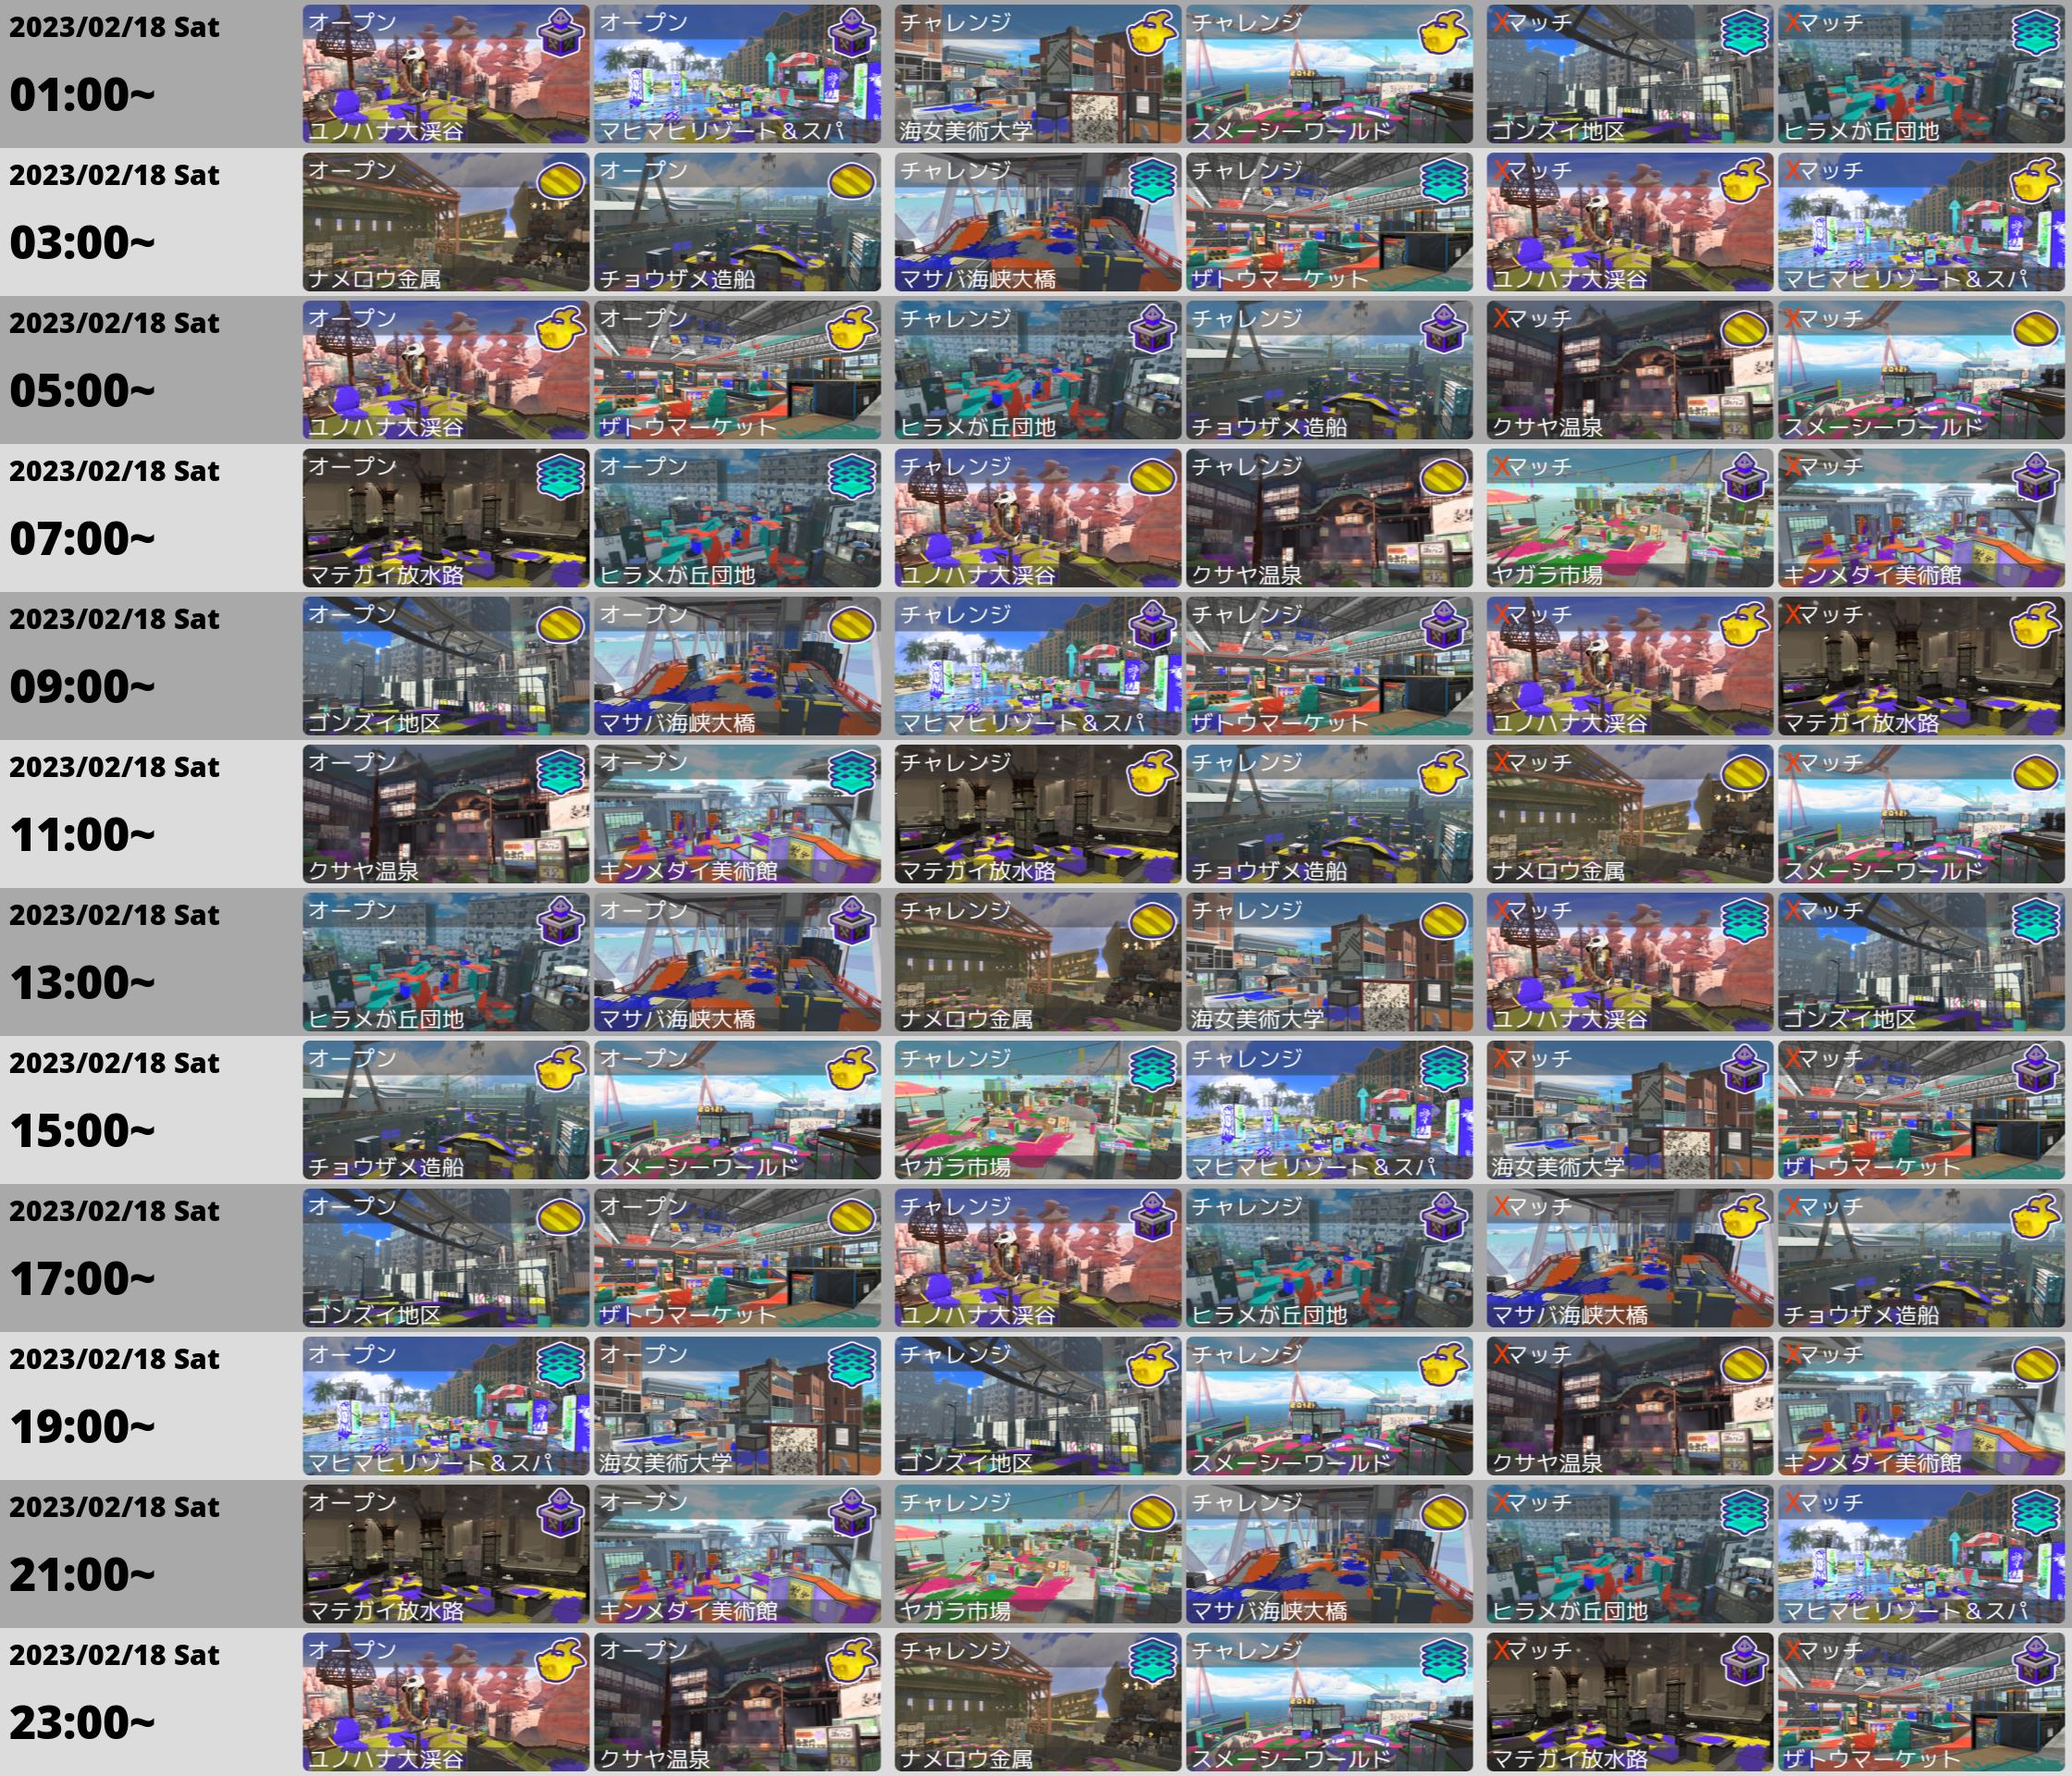 2023/02/18 Sat
01:00~
オープン オープン チャレンジ チャレンジ Xマッチ Xマッチ
ユノハナ大渓谷 マヒマヒリゾート＆スパ 海女美術大学 スメーシーワールド ゴンズイ地区 ヒラメが丘団地
2023/02/18 Sat
03:00~
オープン オープン チャレンジ チャレンジ Xマッチ Xマッチ
ナメロウ金属 チョウザメ造船 マサバ海峡大橋 ザトウマーケット ユノハナ大渓谷 マヒマヒリゾート＆スパ
2023/02/18 Sat
05:00~
オープン オープン チャレンジ チャレンジ Xマッチ Xマッチ
ユノハナ大渓谷 ザトウマーケット ヒラメが丘団地 チョウザメ造船 クサヤ温泉 スメーシーワールド
2023/02/18 Sat
07:00~
オープン オープン チャレンジ チャレンジ Xマッチ Xマッチ
マテガイ放水路 ヒラメが丘団地 ユノハナ大渓谷 クサヤ温泉 ヤガラ市場 キンメダイ美術館
2023/02/18 Sat
09:00~
オープン オープン チャレンジ チャレンジ Xマッチ Xマッチ
ゴンズイ地区 マサバ海峡大橋 マヒマヒリゾート＆スパ ザトウマーケット ユノハナ大渓谷 マテガイ放水路
2023/02/18 Sat
11:00~
オープン オープン チャレンジ チャレンジ Xマッチ Xマッチ
クサヤ温泉 キンメダイ美術館 マテガイ放水路 チョウザメ造船 ナメロウ金属 スメーシーワールド
2023/02/18 Sat
13:00~
オープン オープン チャレンジ チャレンジ Xマッチ Xマッチ
ヒラメが丘団地 マサバ海峡大橋 ナメロウ金属 海女美術大学 ユノハナ大渓谷 ゴンズイ地区
2023/02/18 Sat
15:00~
オープン オープン チャレンジ チャレンジ Xマッチ Xマッチ
チョウザメ造船 スメーシーワールド ヤガラ市場 マヒマヒリゾート＆スパ 海女美術大学 ザトウマーケット
2023/02/18 Sat
17:00~
オープン オープン チャレンジ チャレンジ Xマッチ Xマッチ
ゴンズイ地区 ザトウマーケット ユノハナ大渓谷 ヒラメが丘団地 マサバ海峡大橋 チョウザメ造船
2023/02/18 Sat
19:00~
オープン オープン チャレンジ チャレンジ Xマッチ Xマッチ
マヒマヒリゾート＆スパ 海女美術大学 ゴンズイ地区 スメーシーワールド クサヤ温泉 キンメダイ美術館
2023/02/18 Sat
21:00~
オープン オープン チャレンジ チャレンジ Xマッチ Xマッチ
マテガイ放水路 キンメダイ美術館 ヤガラ市場 マサバ海峡大橋 ヒラメが丘団地 マヒマヒリゾート＆スパ
2023/02/18 Sat
23:00~
オープン オープン チャレンジ チャレンジ Xマッチ Xマッチ
ユノハナ大渓谷 クサヤ温泉 ナメロウ金属 スメーシーワールド マテガイ放水路 ザトウマーケット